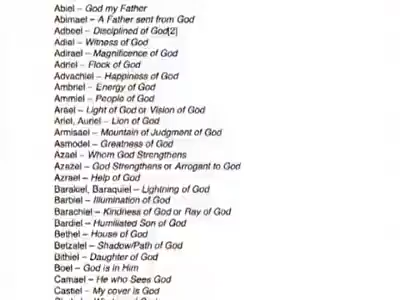 Abiel – God my Father
Abimael – A Father sent from God
Adbeel – Disciplined of God[2]
Adiel – Witness of God
Adirael – Magnificence of God
Adriel – Flock of God
Advachiel – Happiness of God
Ambriel – Energy of God
Ammiel – People of God
Arael – Light of God or Vision of God
Ariel, Auriel – Lion of God
Armisael – Mountain of Judgment of God
Asmodel – Greatness of God
Azael – Whom God Strengthens
Azazel – God Strengthens or Arrogant to God
Azrael – Help of God
Barakiel, Baraquiel – Lightning of God
Barbiel – Illumination of God
Barachiel – Kindness of God or Ray of God
Bardiel – Humiliated Son of God
Bethel – House of God
Betzalel – Shadow/Path of God
Bithiel – Daughter of God
Boel – God is in Him
Camael – He who Sees God
Castiel – My cover is God